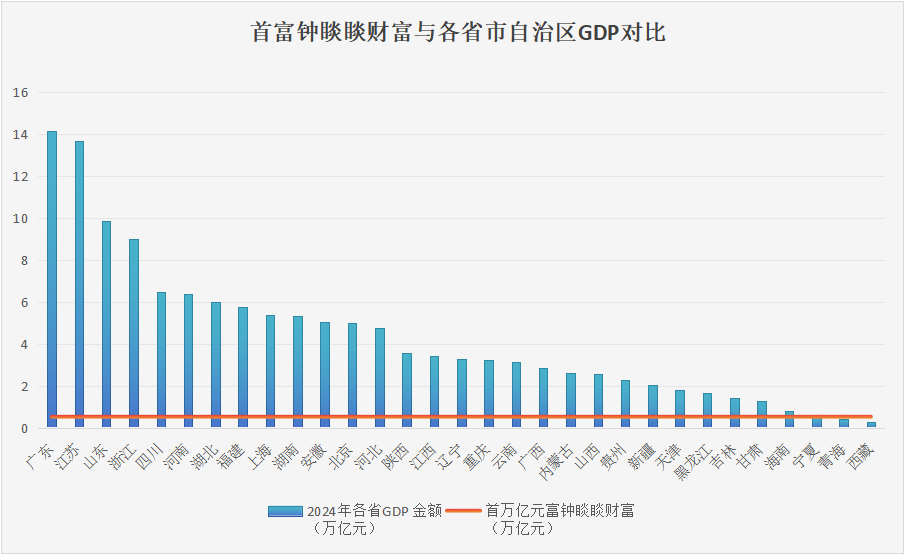 首富钟睒睒财富与各省市自治区GDP对比
16
14
12
10
8
6
4
2
0
广东
江苏
山东
浙江
四川
河南
湖北
福建
上海
湖南
安徽
北京
河北
陕西
江西
辽宁
重庆
云南
广西
内蒙古
山西
贵州
新疆
天津
黑龙江
吉林
甘肃
海南
宁夏
青海
西藏
2024年各省GDP 金额
（万亿元）
首万亿元富钟睒睒财富
（万亿元）